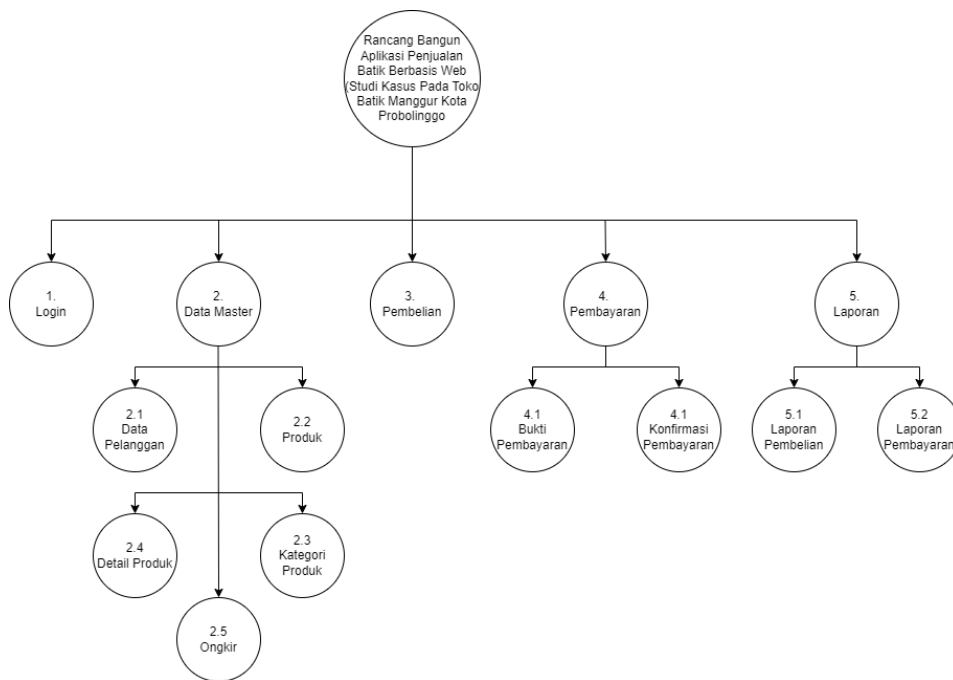 Rancang Bangun
Aplikasi Penjualan
Batik Berbasis Web
(Studi Kasus Pada Toko
Batik Manggur Kota
Probolinggo
1.
Login
2.
Data Master
3.
Pembelian
4.
Pembayaran
5.
Laporan
2.1
Data
Pelanggan
2.2
Produk
4.1
Bukti
Pembayaran
4.1
Konfirmasi
Pembayaran
5.1
Laporan
Pembelian
5.2
Laporan
Pembayaran
2.4
Detail Produk
2.3
Kategori
Produk
2.5
Ongkir